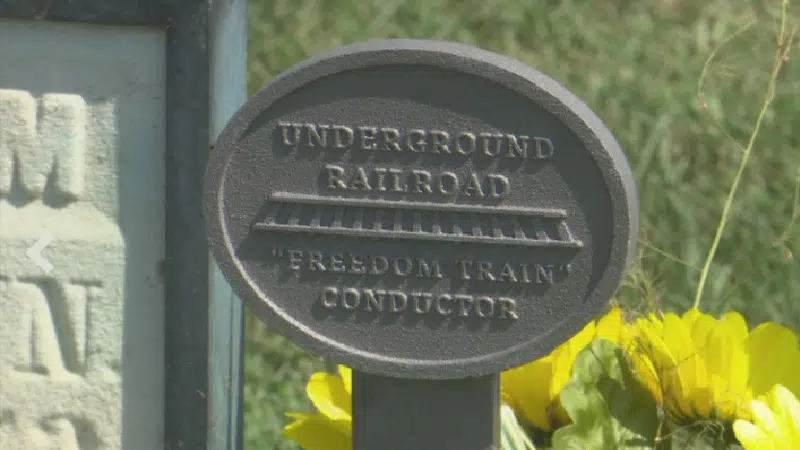 UNDERGROUND
RAILROAD
"FREEDOM TRAIN"
CONDUCTOR